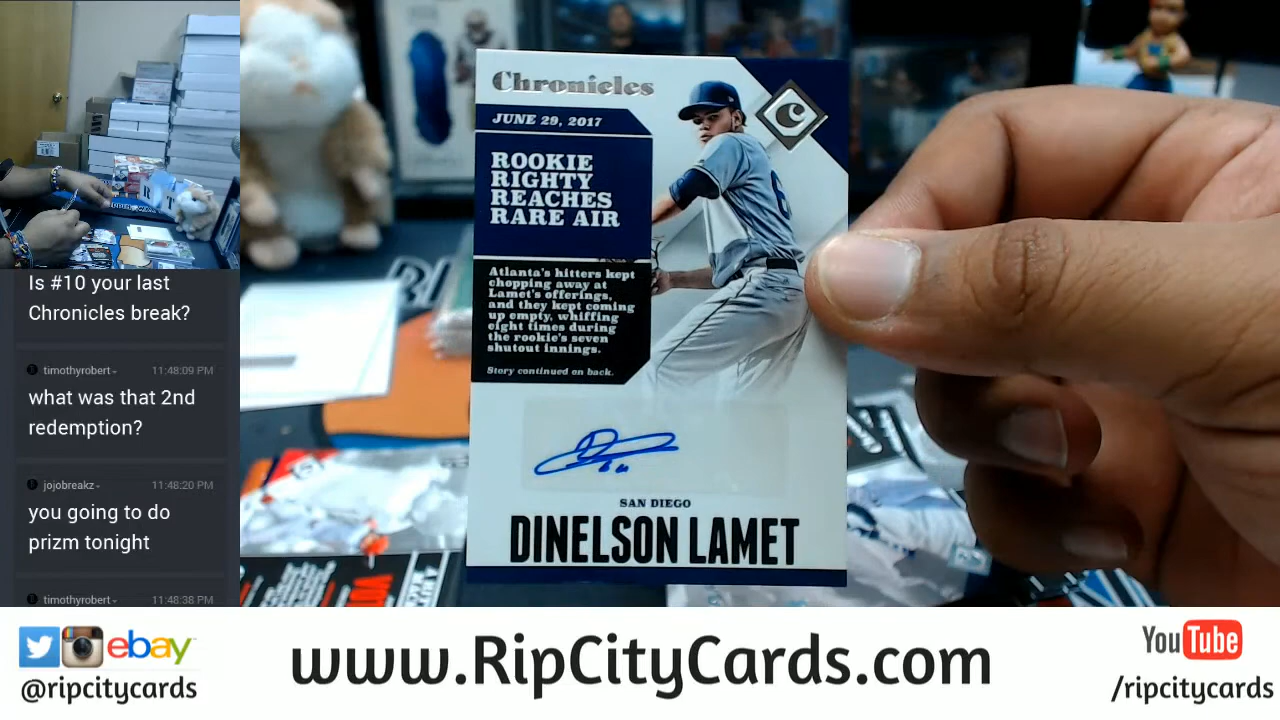 Is #10 your last
Chronicles break?
timothyrobert
11:48:09 PM
what was that 2nd
redemption?
jojobreakz
11:48:20 PM
you going to do
prizm tonight
timothyrobert
11:48:38 PM
Chronicles
C
JUNE 29, 2017
ROOKIE
RIGHTY
REACHES
RARE AIR
Atlanta's hitters kept
chopping away at
Lamet's offerings,
and they kept coming
up empty, whiffing
eight times during
the rookie's seven
shutout innings.
Story continued on back.
SAN DIEGO
DINELSON LAMET
ebay
@ripcitycards
www.RipCityCards.com
YouTube
/ripcitycards